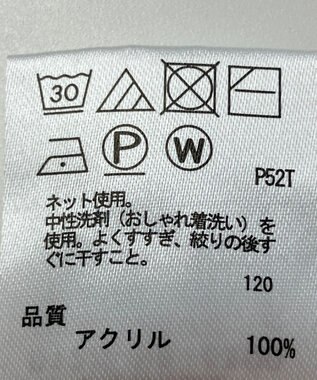 30
P W
P52T
ネット使用。
中性洗剤（おしゃれ着洗い）を
使用。よくすすぎ、絞りの後す
ぐに干すこと。
120
品質
アクリル 100%